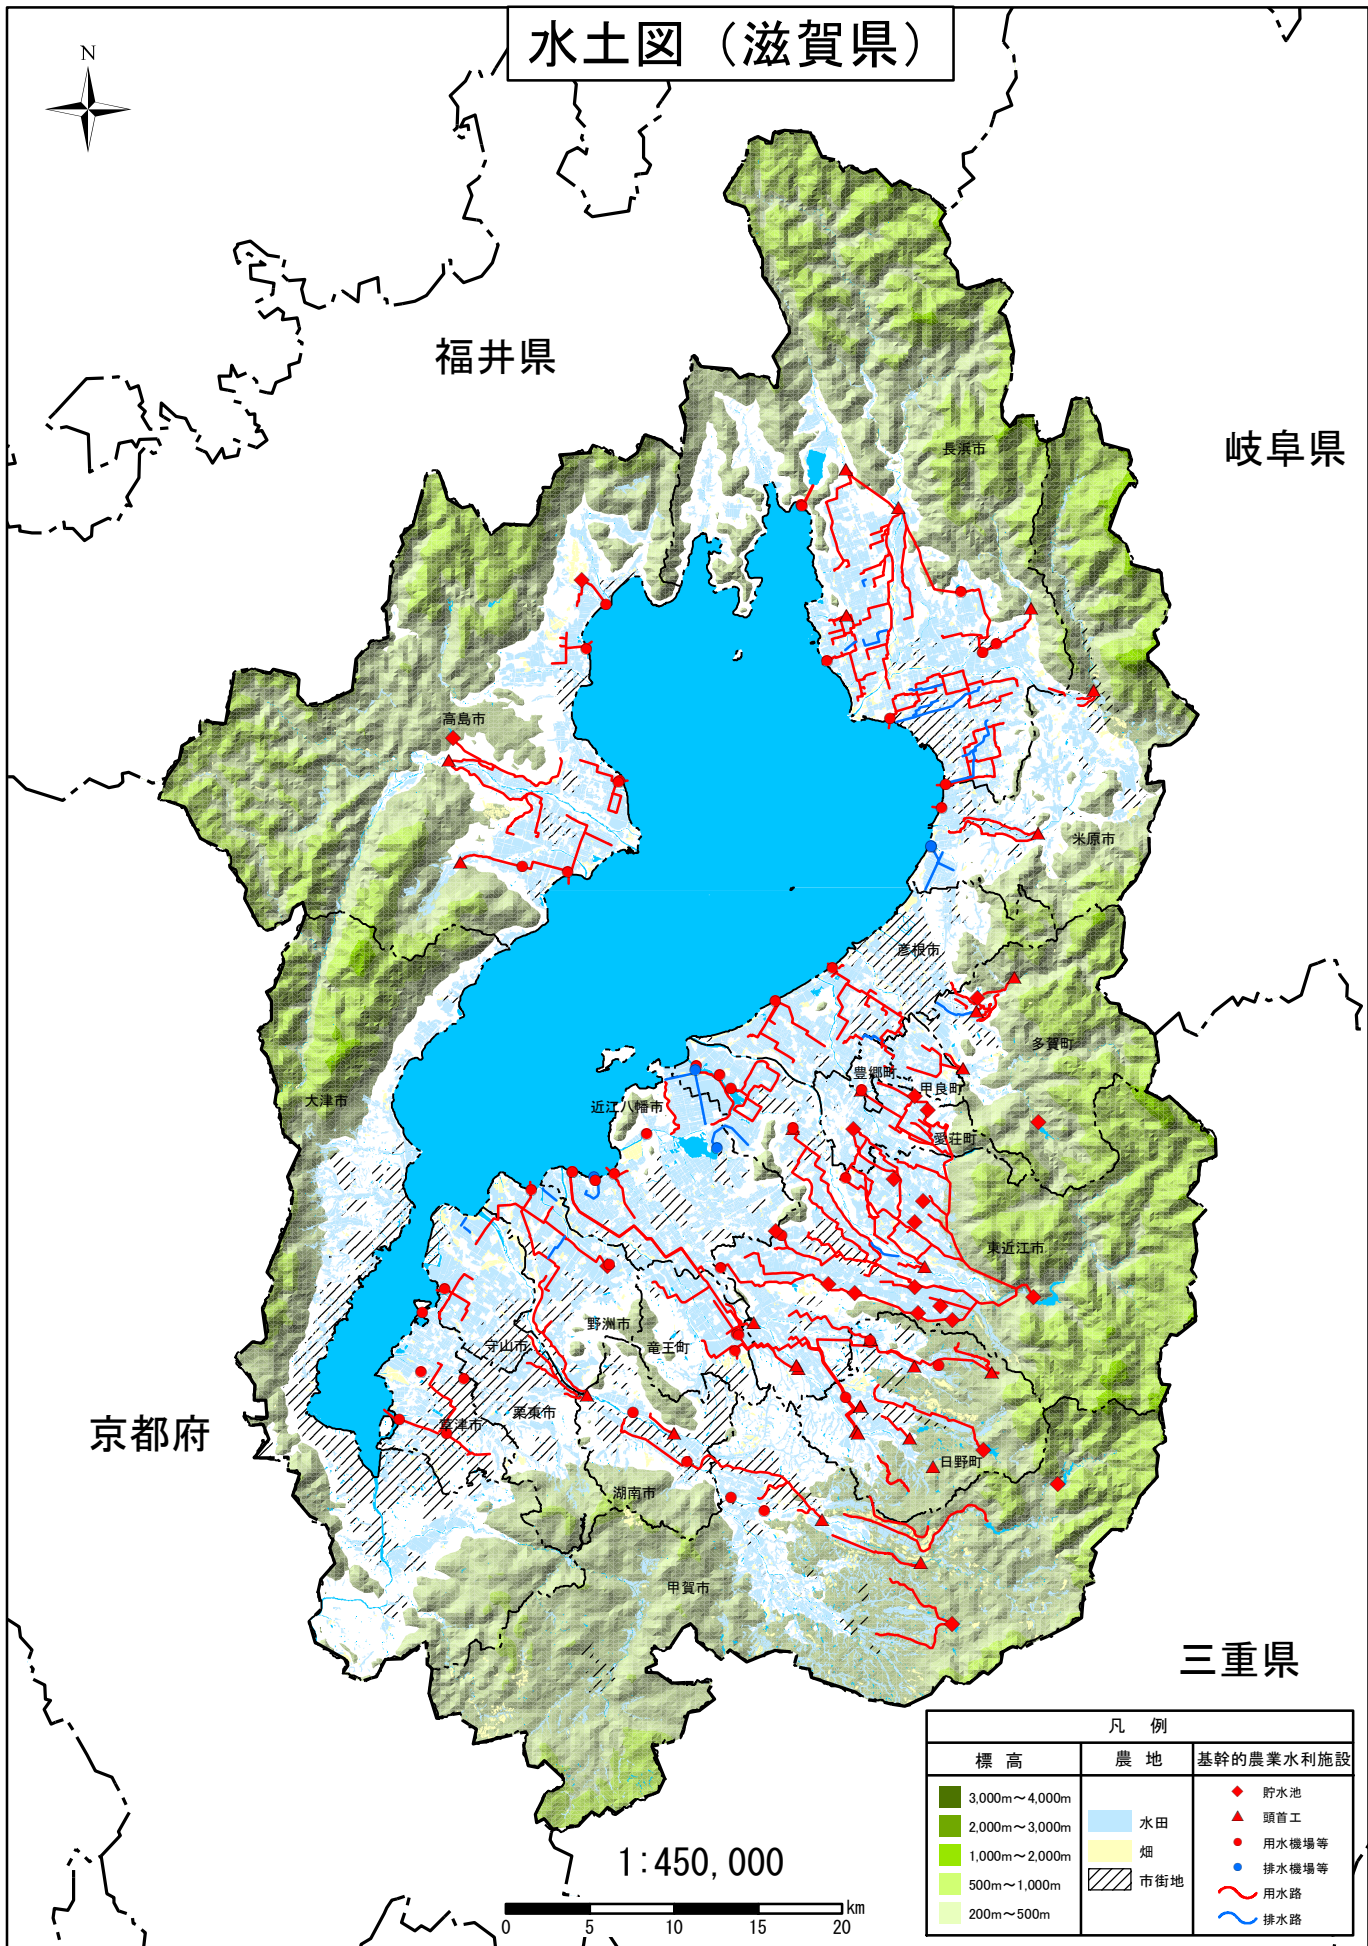 水土図（滋賀県）
N
福井県
岐阜県
長浜市
高島市
米原市
彦根市
多賀町
豊郷町
甲良町
大津市
近江八幡市
愛荘町
東近江市
野洲市
守山市
竜王町
京都府
草津市
栗東市
日野町
湖南市
甲賀市
三重県
凡 例
標 高
農 地
基幹的農業水利施設
3,000m～4,000m
2,000m～3,000m
1,000m～2,000m
500m～1,000m
200m～500m
水田
畑
市街地
貯水池
頭首工
用水機場等
排水機場等
用水路
排水路
1:450,000
km
0 5 10 15 20